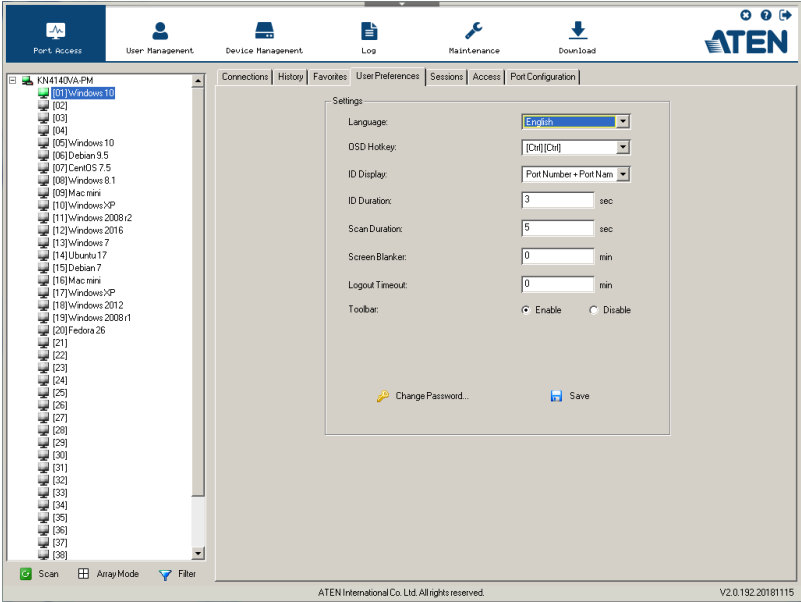 Port Access
User Management
Device Management
Log
Maintenance
Download
ATEN
KN4140VA-PM
[01]Windows 10
[02]
[03]
[04]
[05]Windows 10
[06]Debian 9.5
[07]CentOS 7.5
[08]Windows 8.1
[09]Mac mini
[10]WindowsXP
[11]Windows 2008 r2
[12]Windows 2016
[13]Windows 7
[14]Ubuntu 17
[15]Debian 7
[16]Mac mini
[17]WindowsXP
[18]Windows 2012
[19]Windows 2008 r1
[20]Fedora 26
[21]
[22]
[23]
[24]
[25]
[26]
[27]
[28]
[29]
[30]
[31]
[32]
[33]
[34]
[35]
[36]
[37]
[38]
Scan Array Mode Filter
Connections History Favorites User Preferences Sessions Access Port Configuration
Settings
Language: English
OSD Hotkey: [Ctrl][Ctrl]
ID Display: Port Number + Port Nam
ID Duration: 3 sec
Scan Duration: 5 sec
Screen Blanker: 0 min
Logout Timeout: 0 min
Toolbar: Enable Disable
Change Password... Save
ATEN International Co. Ltd. All rights reserved.
V2.0.192.20181115